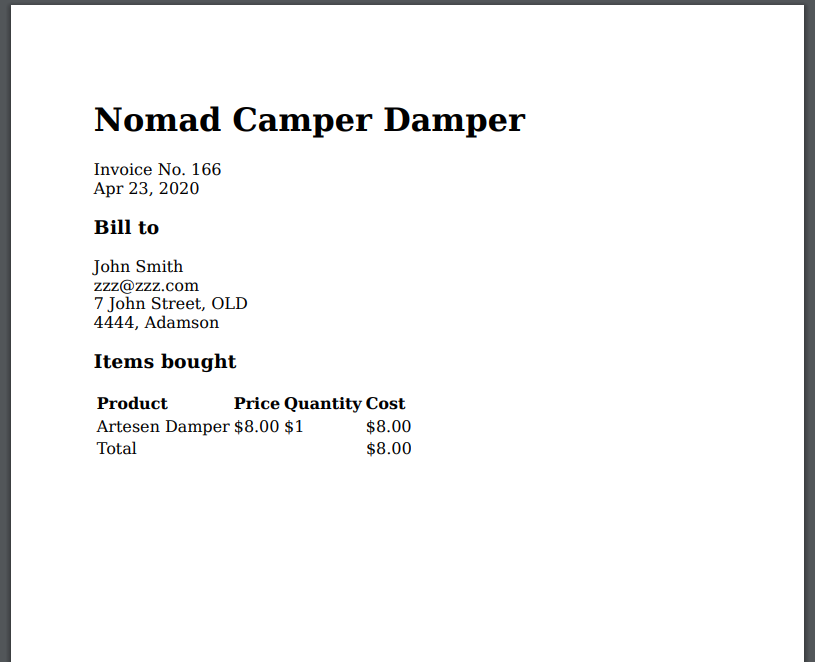 Nomad Camper Damper
Invoice No. 166
Apr 23, 2020
Bill to
John Smith
zzz@zzz.com
7 John Street, OLD
4444, Adamson
Items bought
Product Price Quantity Cost
Artesen Damper $8.00 $1 $8.00
Total $8.00